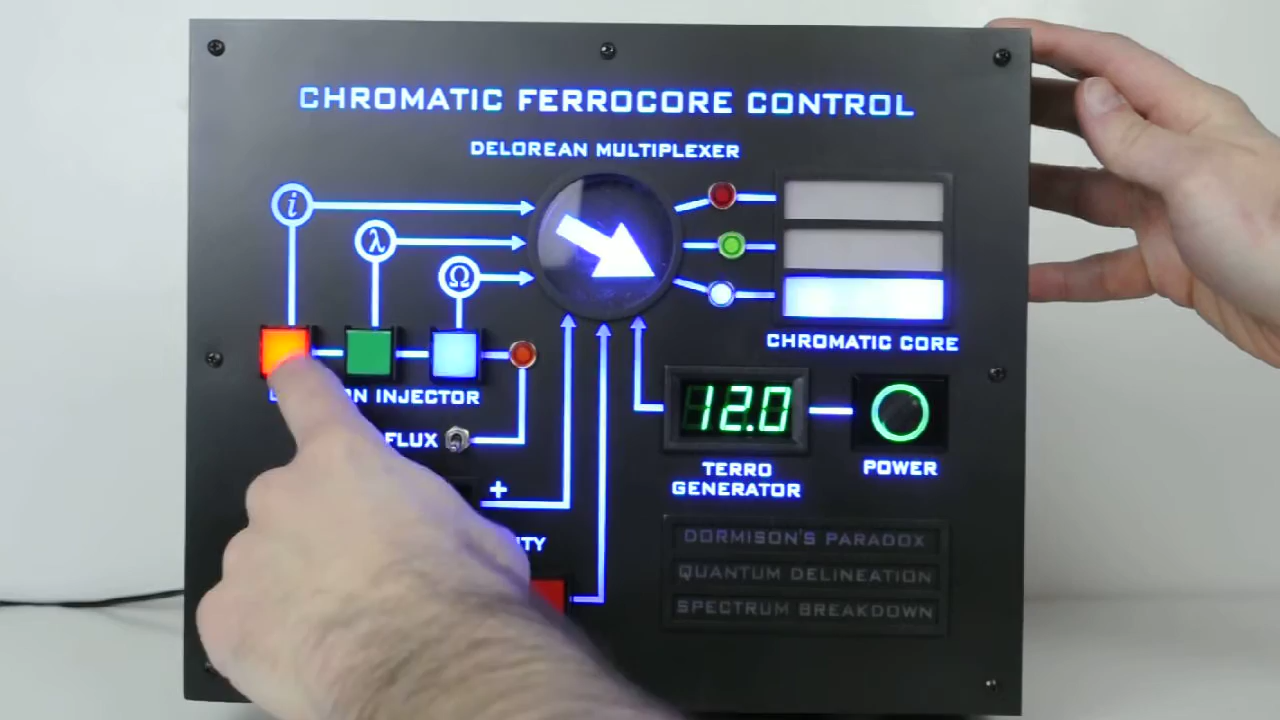 CHROMATIC FERROCORE CONTROL
DELOREAN MULTIPLEXER
i
λ
Ω
CHROMATIC CORE
INJECTOR
FLUX
12.0
+
TERRO
GENERATOR
POWER
DORMISON'S PARADOX
QUANTUM DELINEATION
SPECTRUM BREAKDOWN